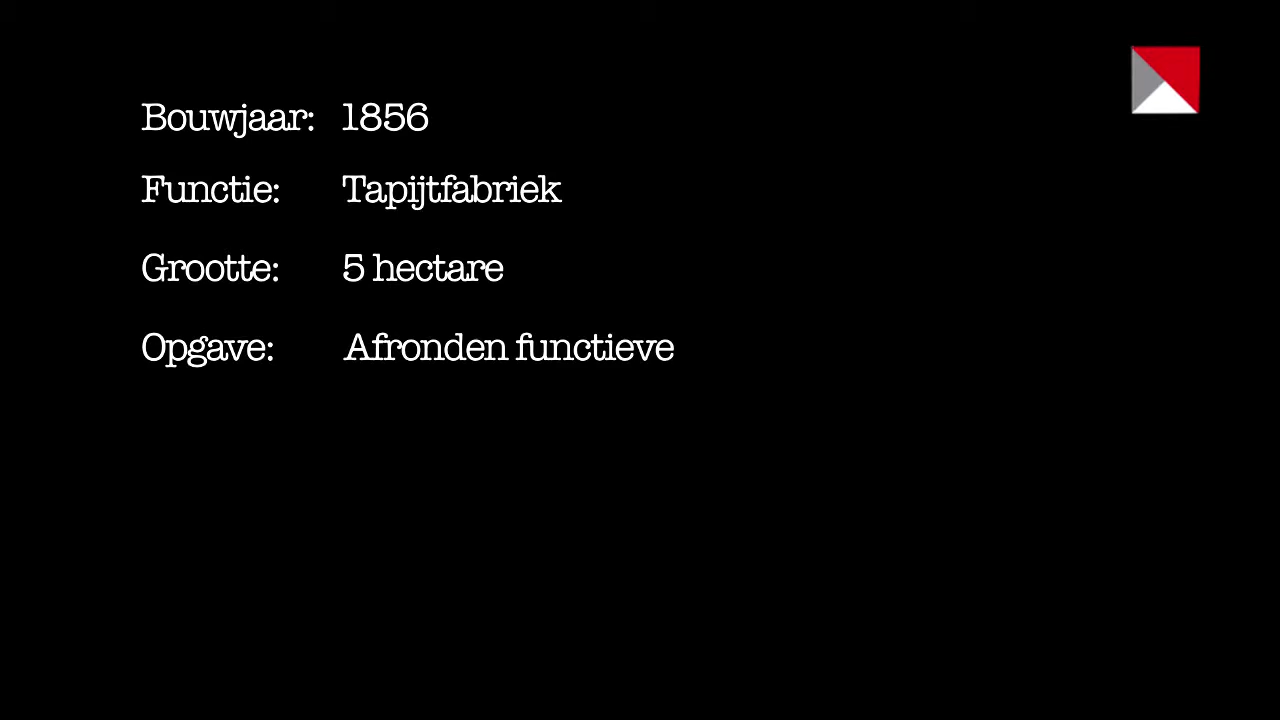 Bouwjaar: 1856
Functie: Tapijtfabriek
Grootte: 5 hectare
Opgave: Afronden functieve